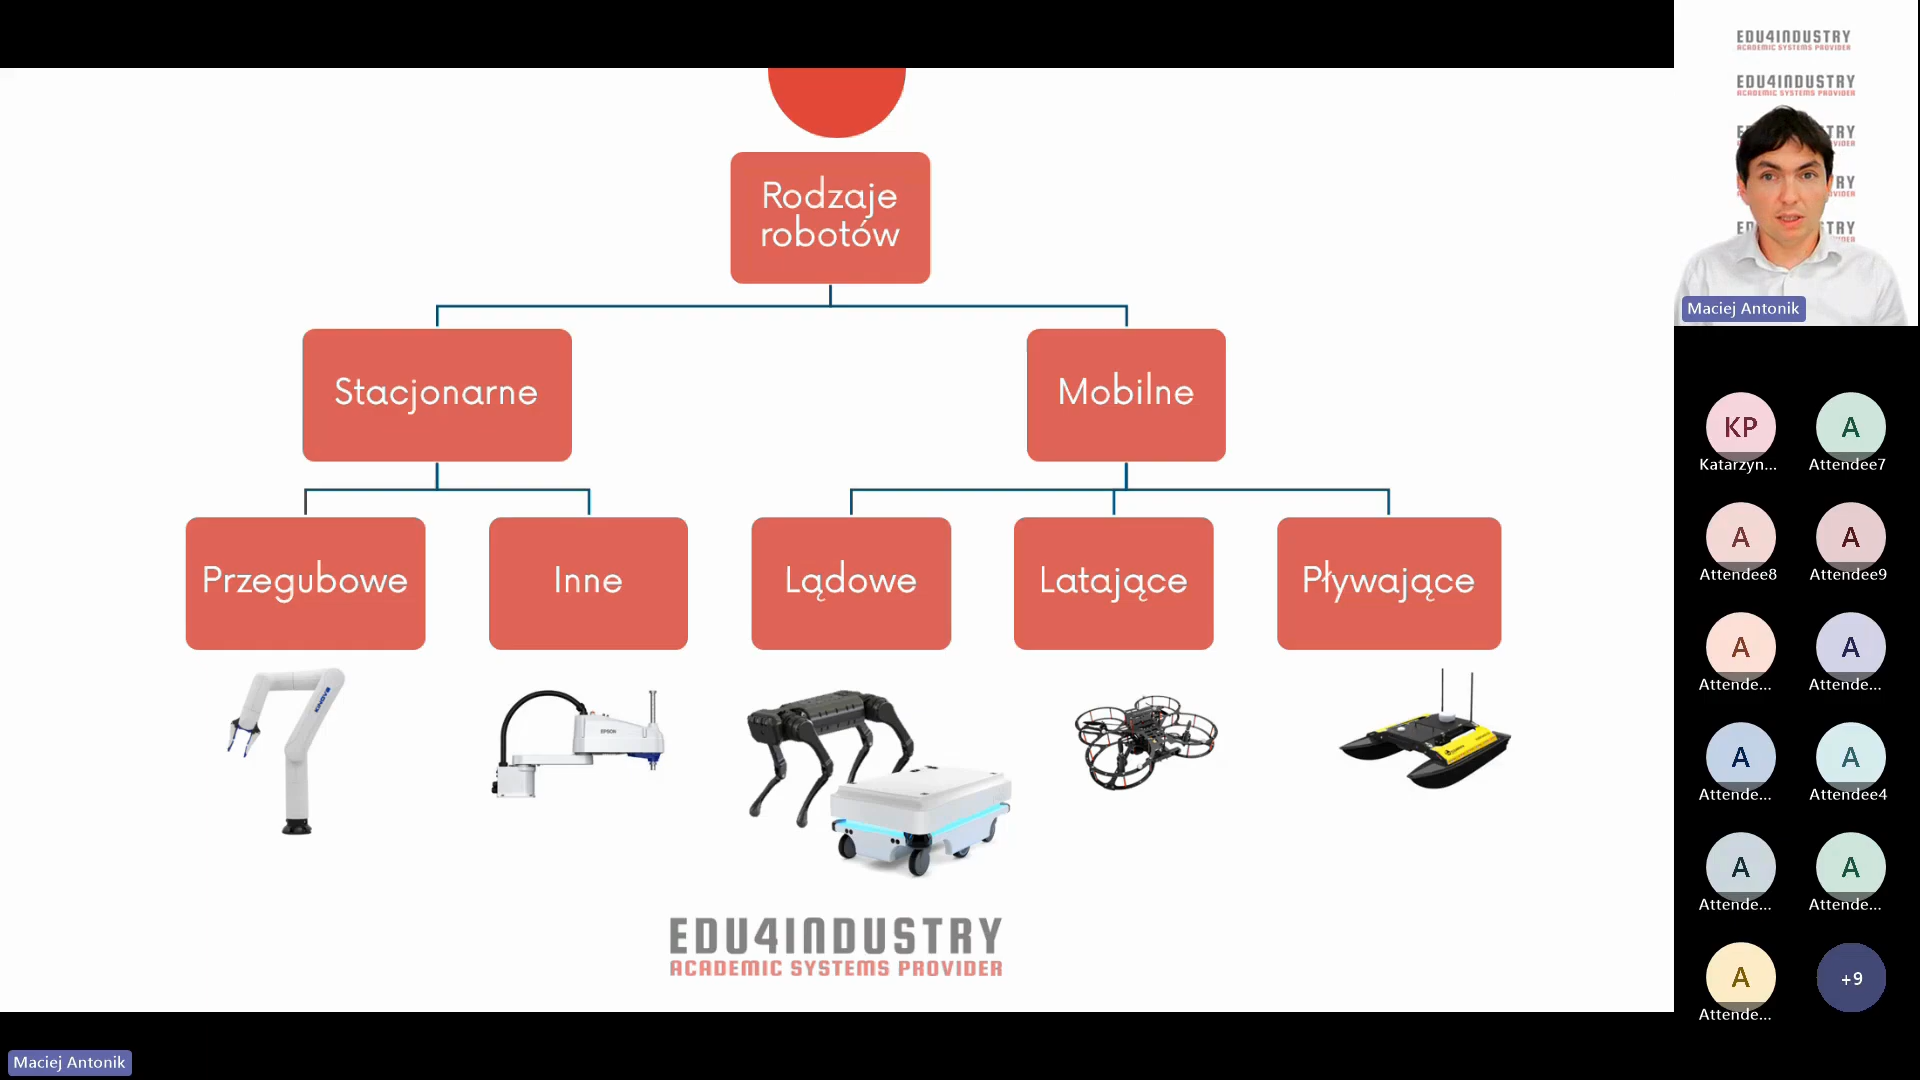 Rodzaje
robotów
Stacjonarne
Mobilne
Przegubowe
Inne
Lądowe
Latające
Pływające
EPSON
EDU4INDUSTRY
ACADEMIC SYSTEMS PROVIDER
Maciej Antonik
EDU4INDUSTRY
ACADEMIC SYSTEMS PROVIDER
EDU4INDUSTRY
ACADEMIC SYSTEMS PROVIDER
Maciej Antonik
KP
Katarzyn...
A
Attendee7
A
Attendee8
A
Attendee9
A
Attende...
A
Attende...
A
Attende...
A
Attendee4
A
Attende...
A
Attende...
A
Attende...
+9